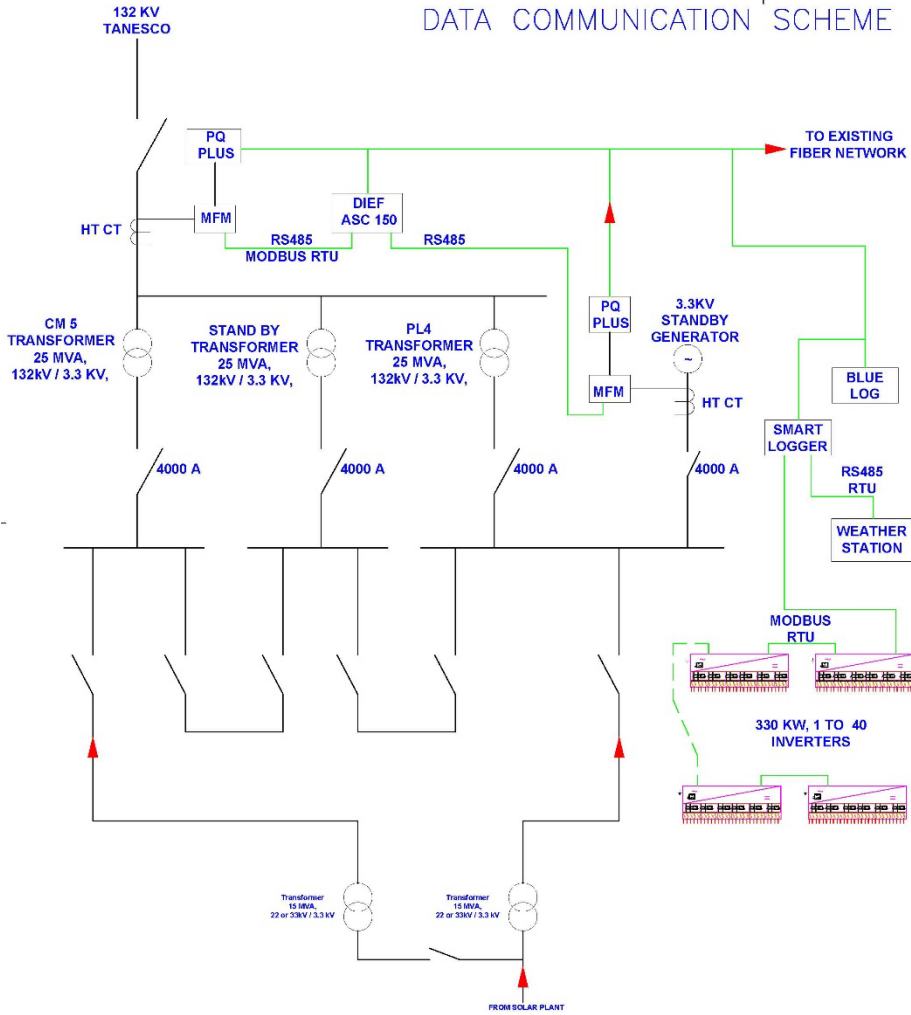 132 KV
TANESCO
DATA COMMUNICATION SCHEME
PQ
PLUS
TO EXISTING
FIBER NETWORK
DIEF
ASC 150
HT CT
MFM
RS485
MODBUS RTU
RS485
CM 5
TRANSFORMER
25 MVA,
132kV / 3.3 KV,
STAND BY
TRANSFORMER
25 MVA,
132kV / 3.3 KV,
PL4
TRANSFORMER
25 MVA,
132kV / 3.3 KV,
PQ
PLUS
3.3KV
STANDBY
GENERATOR
~
MFM
HT CT
BLUE
LOG
SMART
LOGGER
4000 A
4000 A
4000 A
4000 A
RS485
RTU
WEATHER
STATION
MODBUS
RTU
330 KW, 1 TO 40
INVERTERS
Transformer
15 MVA,
22 or 33kV / 3.3 kV
Transformer
15 MVA,
22 or 33kV / 3.3 kV
FROM SOLAR PLANT